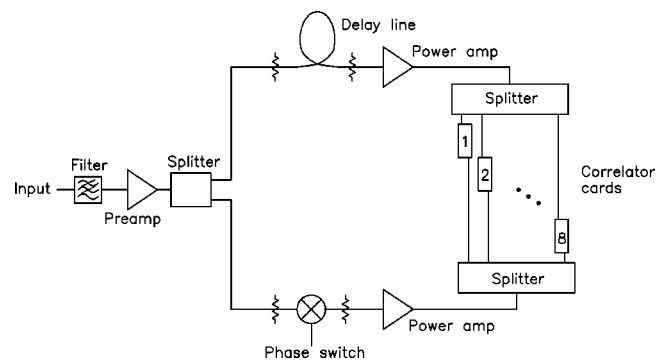 Delay line
Power amp
Splitter
1
2
8
Correlator
cards
Filter
Splitter
Input
Preamp
Splitter
Power amp
Phase switch